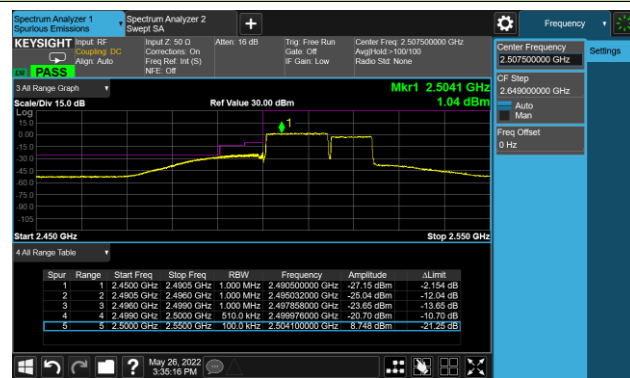 Spectrum Analyzer 1
Spurious Emissions
Spectrum Analyzer 2
Swept SA
+
Frequency
KEYSIGHT
Input: RF
Coupling: DC
Align: Auto
Input Z: 50 Ω
Corrections: On
Freq Ref: Int (S)
NFE: Off
Atten: 16 dB
Trig: Free Run
Gate: Off
IF Gain: Low
Center Freq: 2.507500000 GHz
Avg|Hold:>100/100
Radio Std: None
PASS
Center Frequency
2.507500000 GHz
Settings
CF Step
2.649000000 GHz
Auto
Man
Freq Offset
0 Hz
3 All Range Graph
Mkr1 2.5041 GHz
Scale/Div 15.0 dB
Ref Value 30.00 dBm
1.04 dBm
Log
15.0
0.00
-15.0
-30.0
-45.0
-60.0
-75.0
-90.0
-105
1
Start 2.450 GHz
Stop 2.550 GHz
4 All Range Table
Spur Range Start Freq Stop Freq RBW Frequency Amplitude ΔLimit
1 1 2.4500 GHz 2.4905 GHz 1.000 MHz 2.490500000 GHz -27.15 dBm -2.154 dB
2 2 2.4905 GHz 2.4960 GHz 1.000 MHz 2.495032000 GHz -25.04 dBm -12.04 dB
3 3 2.4960 GHz 2.4990 GHz 1.000 MHz 2.497858000 GHz -23.65 dBm -13.65 dB
4 4 2.4990 GHz 2.5000 GHz 510.0 kHz 2.499976000 GHz -20.70 dBm -10.70 dB
5 5 2.5000 GHz 2.5500 GHz 100.0 kHz 2.504100000 GHz 8.748 dBm -21.25 dB
?
May 26, 2022
3:35:16 PM